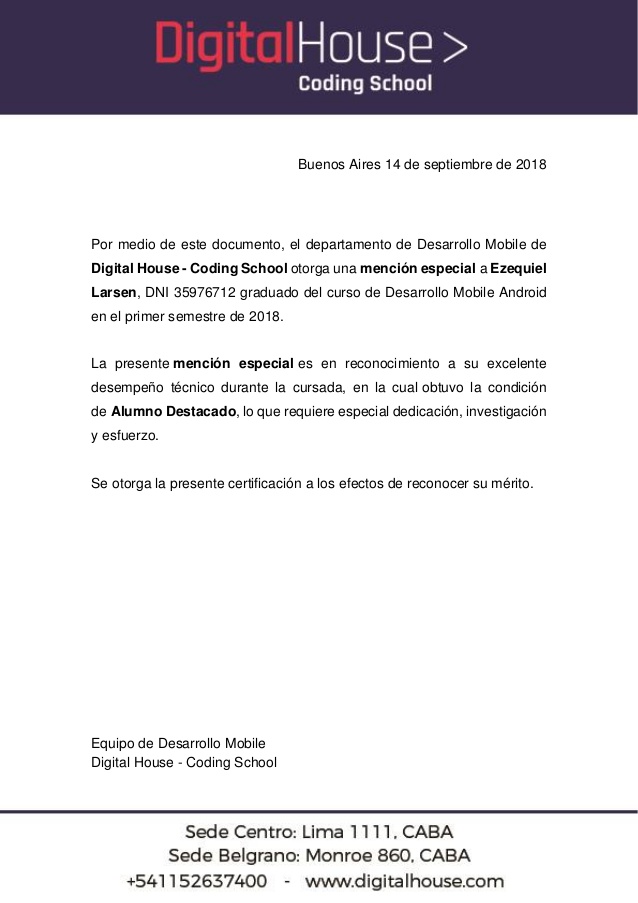 DigitalHouse>
Coding School
Buenos Aires 14 de septiembre de 2018
Por medio de este documento, el departamento de Desarrollo Mobile de
Digital House - Coding School otorga una mención especial a Ezequiel
Larsen, DNI 35976712 graduado del curso de Desarrollo Mobile Android
en el primer semestre de 2018.
La presente mención especial es en reconocimiento a su excelente
desempeño técnico durante la cursada, en la cual obtuvo la condición
de Alumno Destacado, lo que requiere especial dedicación, investigación
y esfuerzo.
Se otorga la presente certificación a los efectos de reconocer su mérito.
Equipo de Desarrollo Mobile
Digital House - Coding School
Sede Centro: Lima 1111, CABA
Sede Belgrano: Monroe 860, CABA
+541152637400 - www.digitalhouse.com